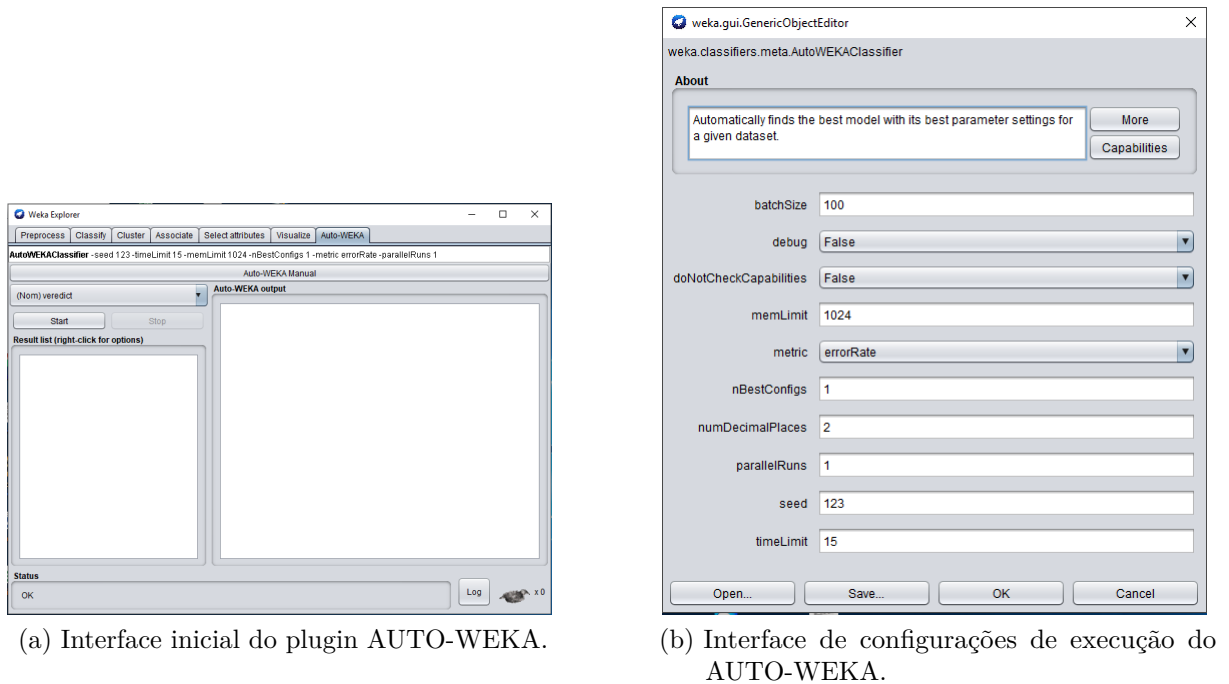 Weka Explorer
Preprocess Classify Cluster Associate Select attributes Visualize Auto-WEKA
AutoWEKAClassifier -seed 123 -timeLimit 15 -memLimit 1024 -nBestConfigs 1 -metric errorRate -parallelRuns 1
Auto-WEKA Manual
(Nom) veredict
Auto-WEKA output
Start Stop
Result list (right-click for options)
Status
OK
Log
x 0
(a) Interface inicial do plugin AUTO-WEKA.
weka.gui.GenericObjectEditor
weka.classifiers.meta.AutoWEKAClassifier
About
Automatically finds the best model with its best parameter settings for
a given dataset.
More
Capabilities
batchSize 100
debug False
doNotCheckCapabilities False
memLimit 1024
metric errorRate
nBestConfigs 1
numDecimalPlaces 2
parallelRuns 1
seed 123
timeLimit 15
Open... Save... OK Cancel
(b) Interface de configurações de execução do
AUTO-WEKA.